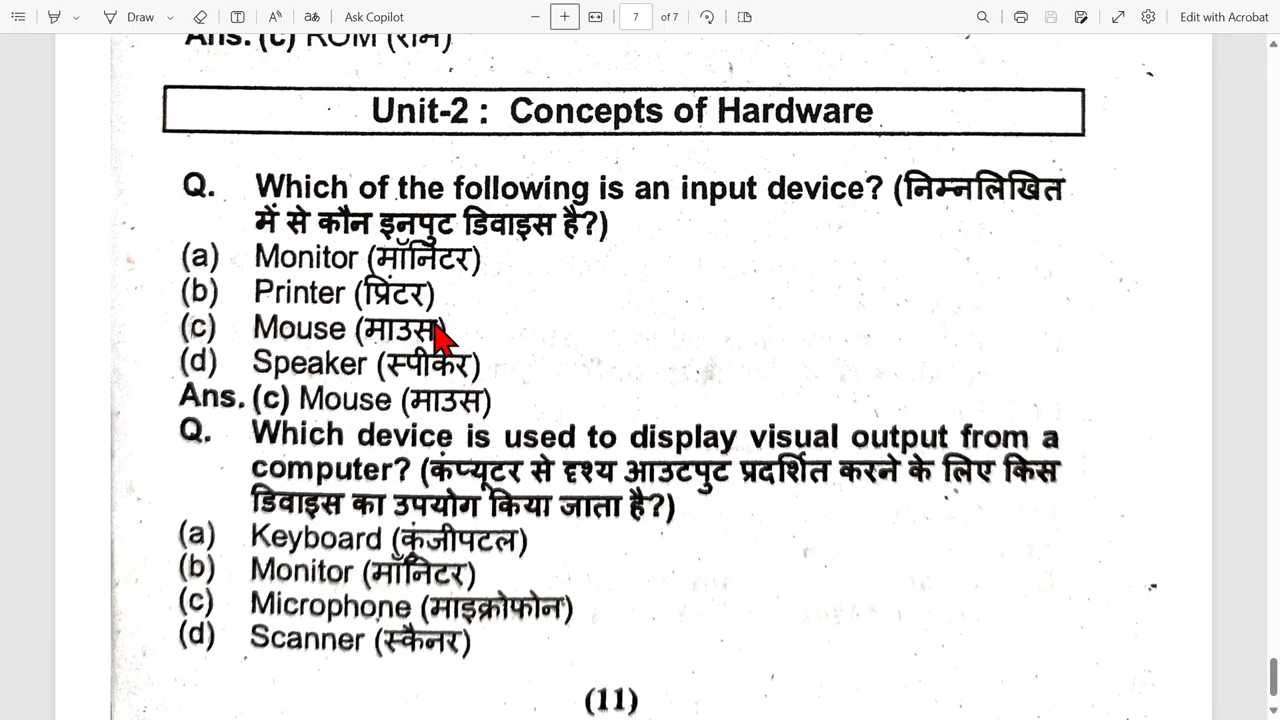 Draw
Ask Copilot
7 of 7
Edit with Acrobat
Ans. (c) ROM (रोम)
Unit-2 : Concepts of Hardware
Q. Which of the following is an input device? (निम्नलिखित
में से कौन इनपुट डिवाइस है?)
(a) Monitor (मॉनिटर)
(b) Printer (प्रिंटर)
(c) Mouse (माउस)
(d) Speaker (स्पीकर)
Ans. (c) Mouse (माउस)
Q. Which device is used to display visual output from a
computer? (कंप्यूटर से दृश्य आउटपुट प्रदर्शित करने के लिए किस
डिवाइस का उपयोग किया जाता है?)
(a) Keyboard (कुंजीपटल)
(b) Monitor (मॉनिटर)
(c) Microphone (माइक्रोफोन)
(d) Scanner (स्कैनर)
(11)